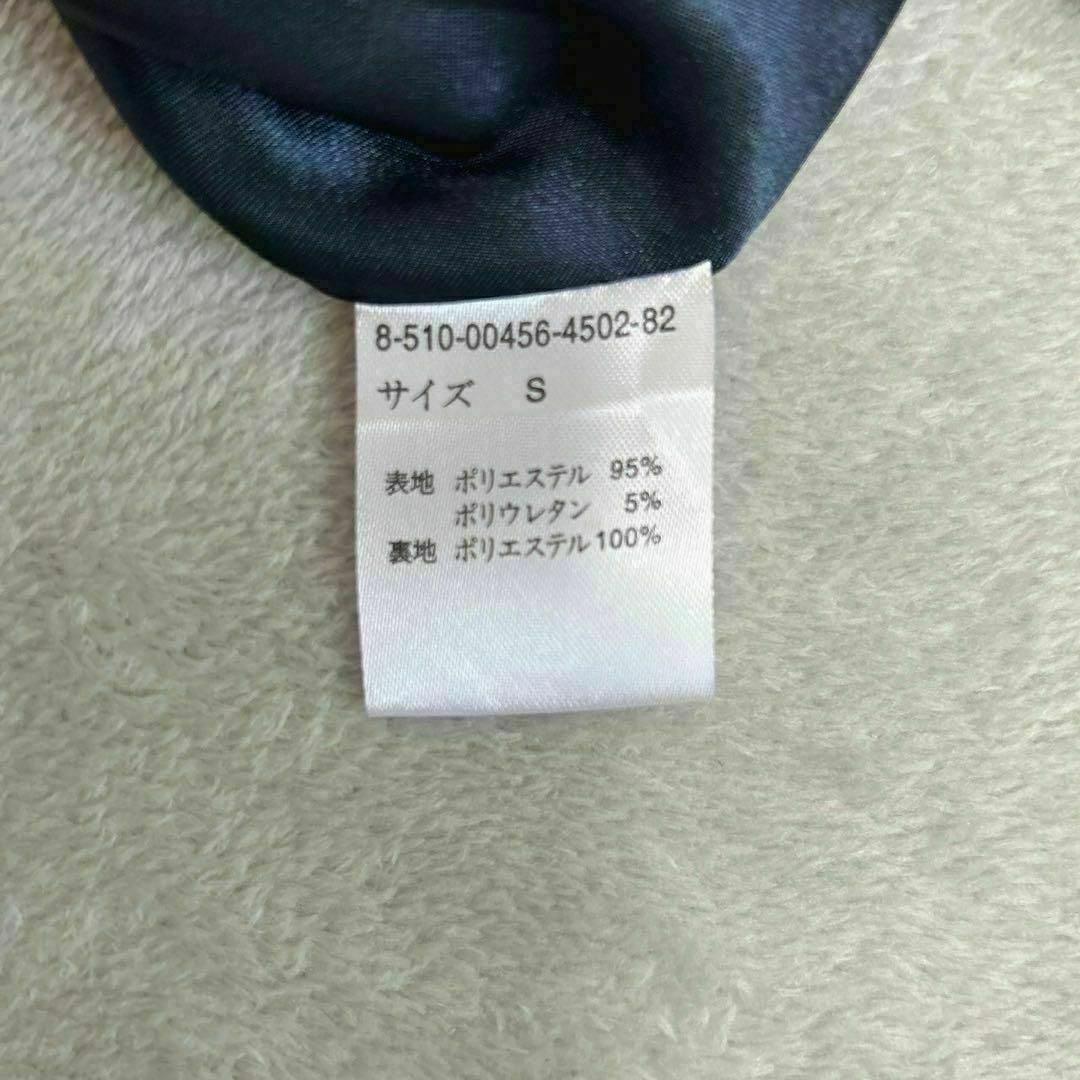 8-510-00456-4502-82
サイズ S
表地 ポリエステル 95%
ポリウレタン 5%
裏地 ポリエステル 100%